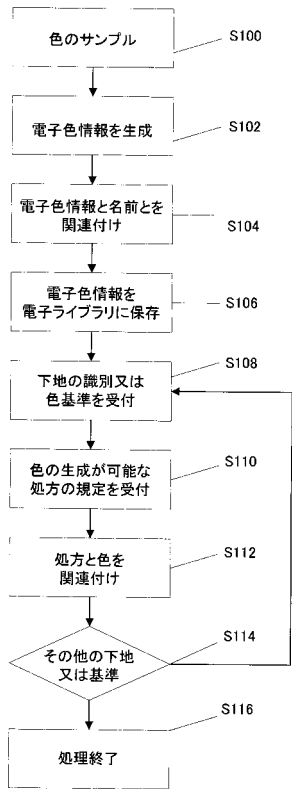 色のサンプル
S100
電子色情報を生成
S102
電子色情報と名前とを
関連付け
S104
電子色情報を
電子ライブラリに保存
S106
下地の識別又は
色基準を受付
S108
色の生成が可能な
処方の規定を受付
S110
処方と色を
関連付け
S112
その他の下地
又は基準
S114
処理終了
S116